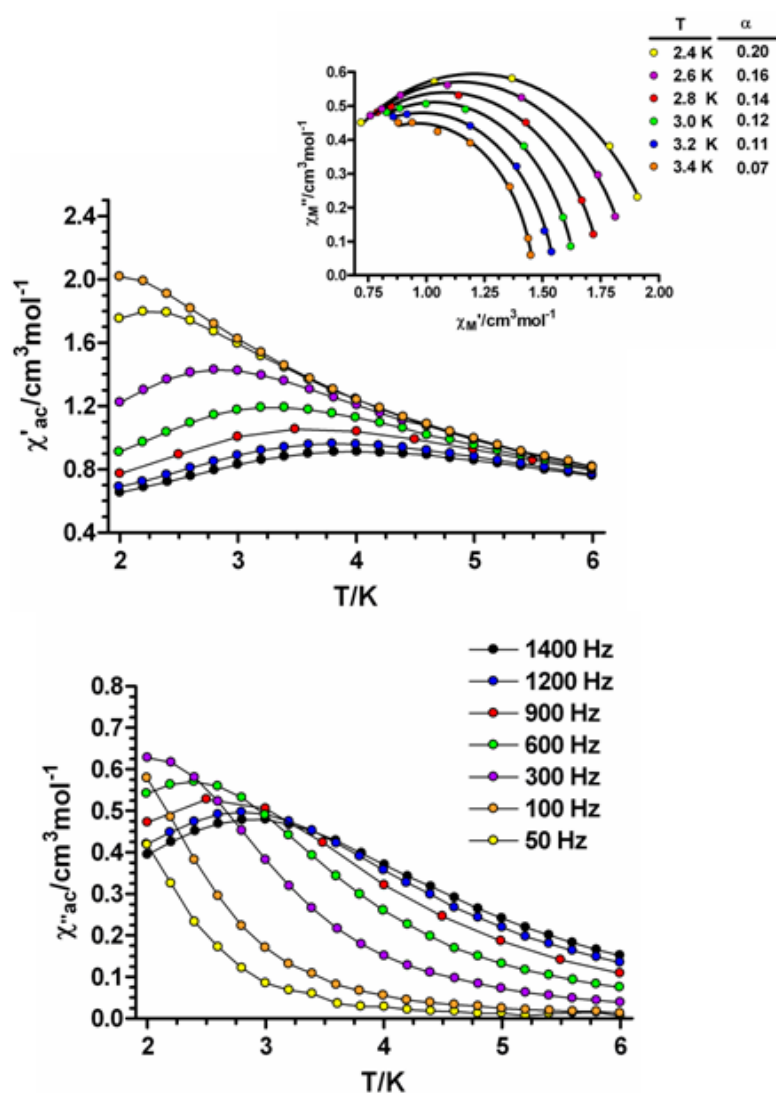 T α
2.4 K 0.20
2.6 K 0.16
2.8 K 0.14
3.0 K 0.12
3.2 K 0.11
3.4 K 0.07
0.6
0.5
0.4
0.3
0.2
0.1
0.0
χM''/cm3mol-1
0.75 1.00 1.25 1.50 1.75 2.00
χM'/cm3mol-1
2.4
2.0
1.6
1.2
0.8
0.4
χ'ac/cm3mol-1
2 3 4 5 6
T/K
1400 Hz
1200 Hz
900 Hz
600 Hz
300 Hz
100 Hz
50 Hz
0.8
0.7
0.6
0.5
0.4
0.3
0.2
0.1
0.0
χ''ac/cm3mol-1
2 3 4 5 6
T/K